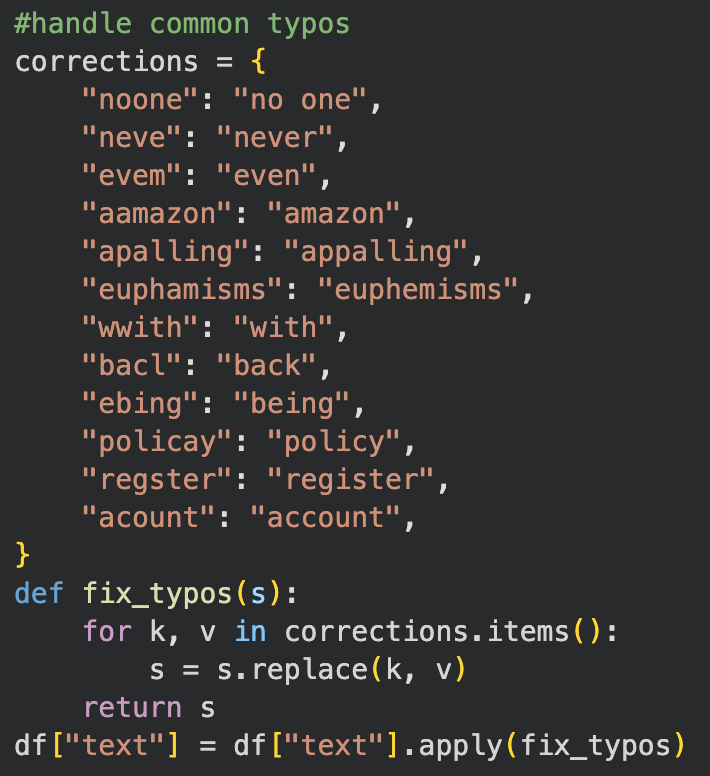 #handle common typos
corrections = {
    "noone": "no one",
    "neve": "never",
    "evem": "even",
    "aamazon": "amazon",
    "apalling": "appalling",
    "euphamisms": "euphemisms",
    "wwith": "with",
    "bacl": "back",
    "ebing": "being",
    "policay": "policy",
    "regster": "register",
    "acount": "account",
}
def fix_typos(s):
    for k, v in corrections.items():
        s = s.replace(k, v)
    return s
df["text"] = df["text"].apply(fix_typos)